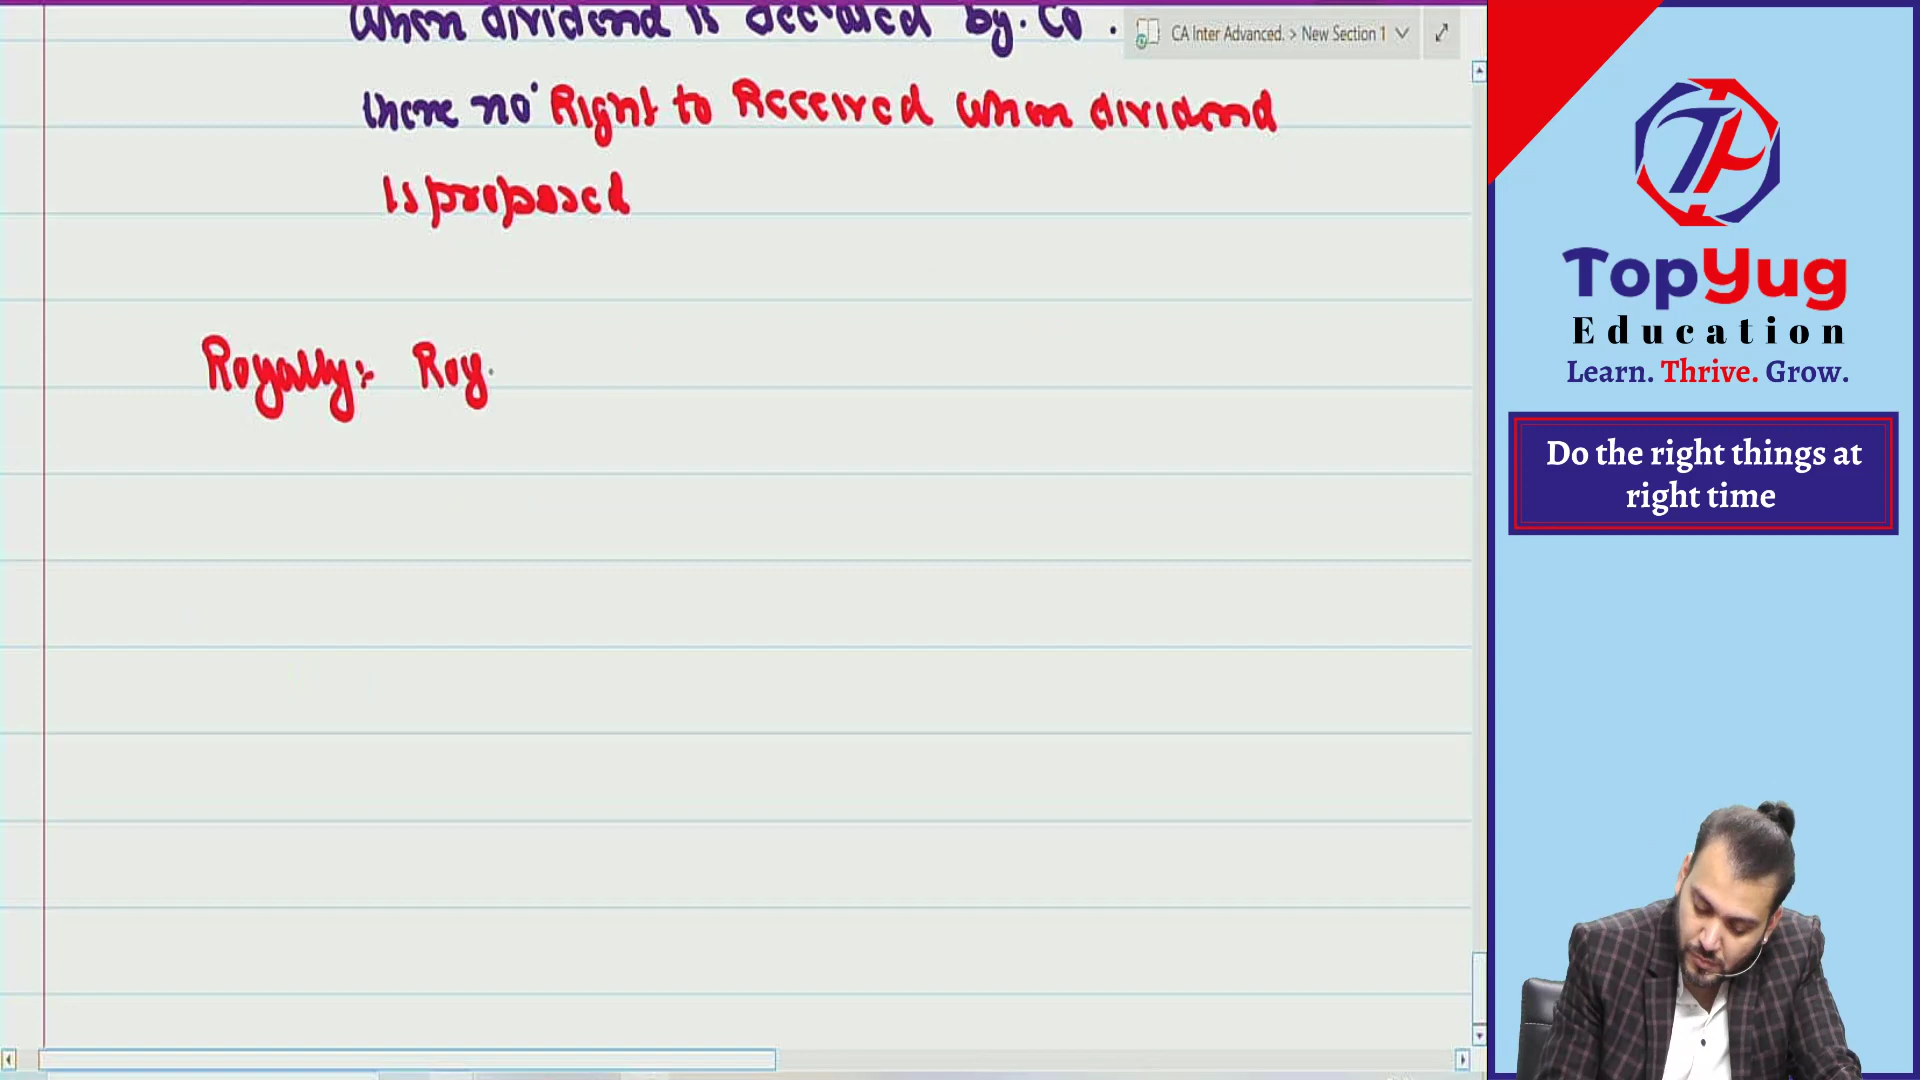 when dividend is declared by. Co .
there no Right to Received when dividend
is proposed
Royalty:- Roy.
CA Inter Advanced. > New Section 1
TopYug
Education
Learn. Thrive. Grow.
Do the right things at
right time